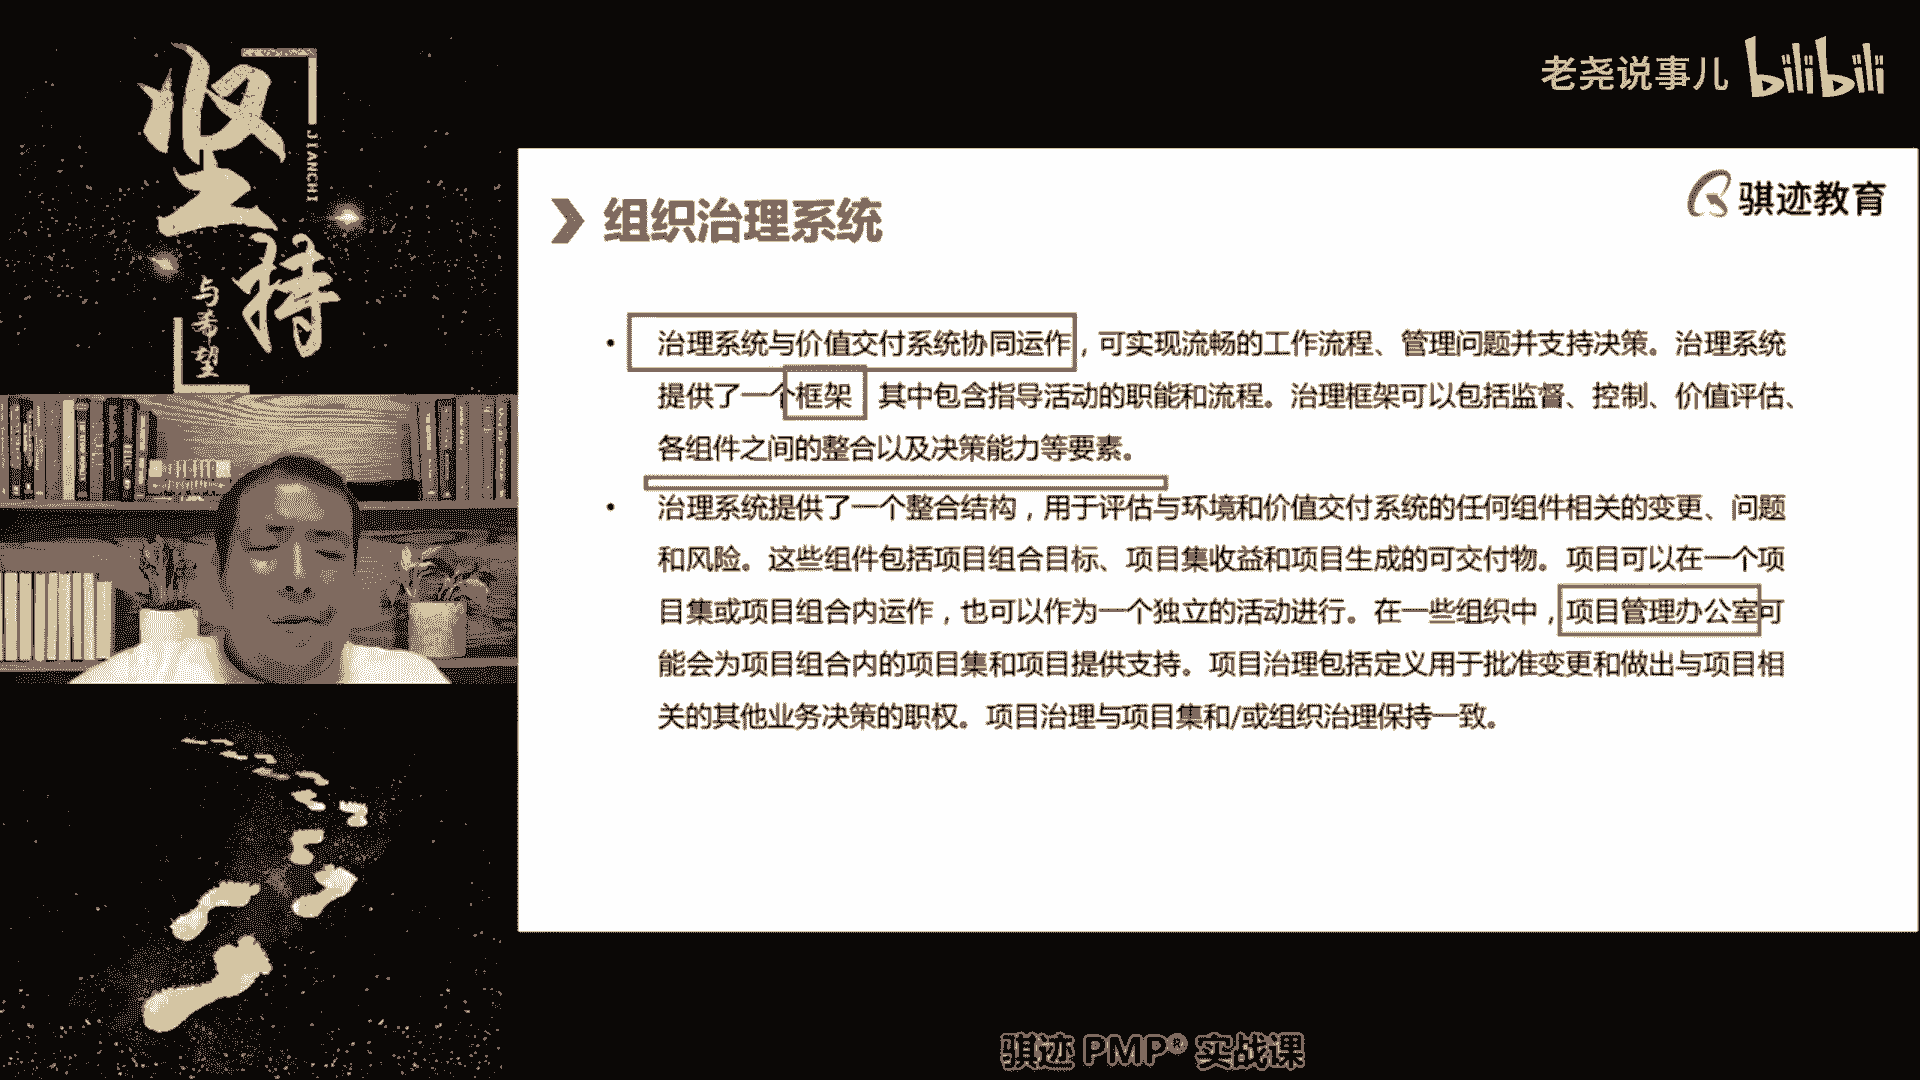 坚持
JIANCHI
与希望
老尧说事儿 bilibili
骐迹教育
组织治理系统
• 治理系统与价值交付系统协同运作，可实现流畅的工作流程、管理问题并支持决策。治理系统
提供了一个框架 其中包含指导活动的职能和流程。治理框架可以包括监督、控制、价值评估、
各组件之间的整合以及决策能力等要素。
• 治理系统提供了一个整合结构，用于评估与环境和价值交付系统的任何组件相关的变更、问题
和风险。这些组件包括项目组合目标、项目集收益和项目生成的可交付物。项目可以在一个项
目集或项目组合内运作，也可以作为一个独立的活动进行。在一些组织中，项目管理办公室可
能会为项目组合内的项目集和项目提供支持。项目治理包括定义用于批准变更和做出与项目相
关的其他业务决策的职权。项目治理与项目集和/或组织治理保持一致。
骐迹 PMP® 实战课